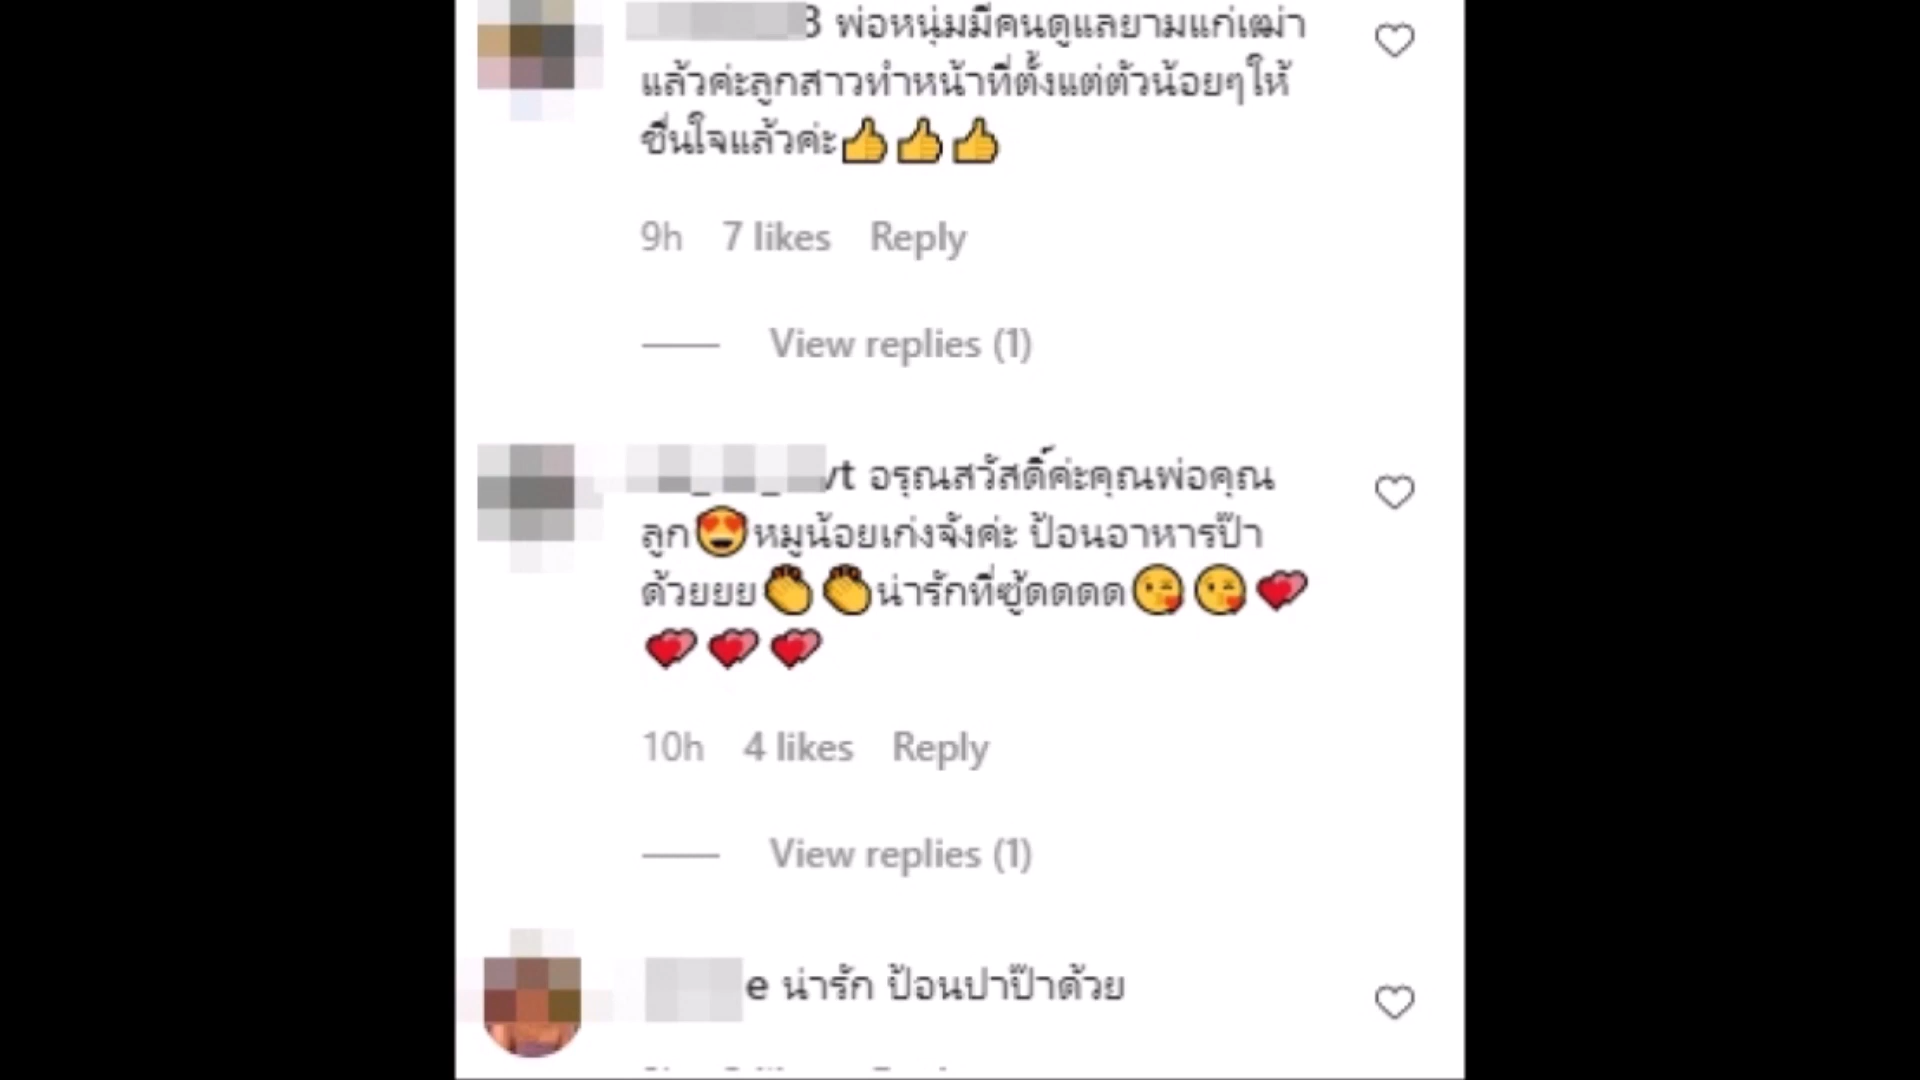 3 พ่อหนุ่มมีคนดูแลยามแก่เฒ่า
แล้วค่ะลูกสาวทำหน้าที่ตั้งแต่ตัวน้อยๆให้
ชื่นใจแล้วค่ะ👍👍👍
9h 7 likes Reply
View replies (1)
vt อรุณสวัสดิ์ค่ะคุณพ่อคุณ
ลูก😍หมูน้อยเก่งจังค่ะ ป้อนอาหารป๊า
ด้วยยย👏👏น่ารักที่ซู้ดดดด😘😘💕
💕💕💕
10h 4 likes Reply
View replies (1)
e น่ารัก ป้อนปาป๊าด้วย